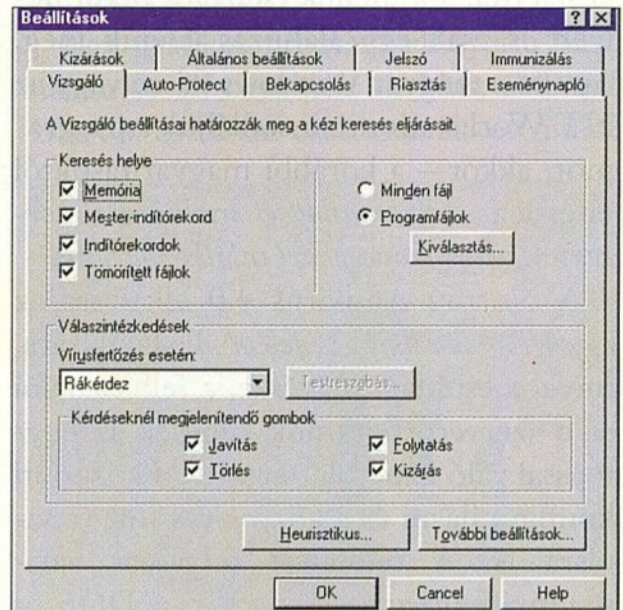 Beállítások
Kizárások Általános beállítások Jelszó Immunizálás
Vizsgáló Auto-Protect Bekapcsolás Riasztás Eseménynapló
A Vizsgáló beállításai határozzák meg a kézi keresés eljárásait.
Keresés helye
Memória
Mester-indítórekord
Indítórekordok
Tömörített fájlok
Minden fájl
Programfájlok
Kiválasztás...
Válaszintézkedések
Vírusfertőzés esetén:
Rákérdez Testreszabás...
Kérdéseknél megjelenítendő gombok
Javítás Folytatás
Törlés Kizárás
Heurisztikus... További beállítások...
OK Cancel Help